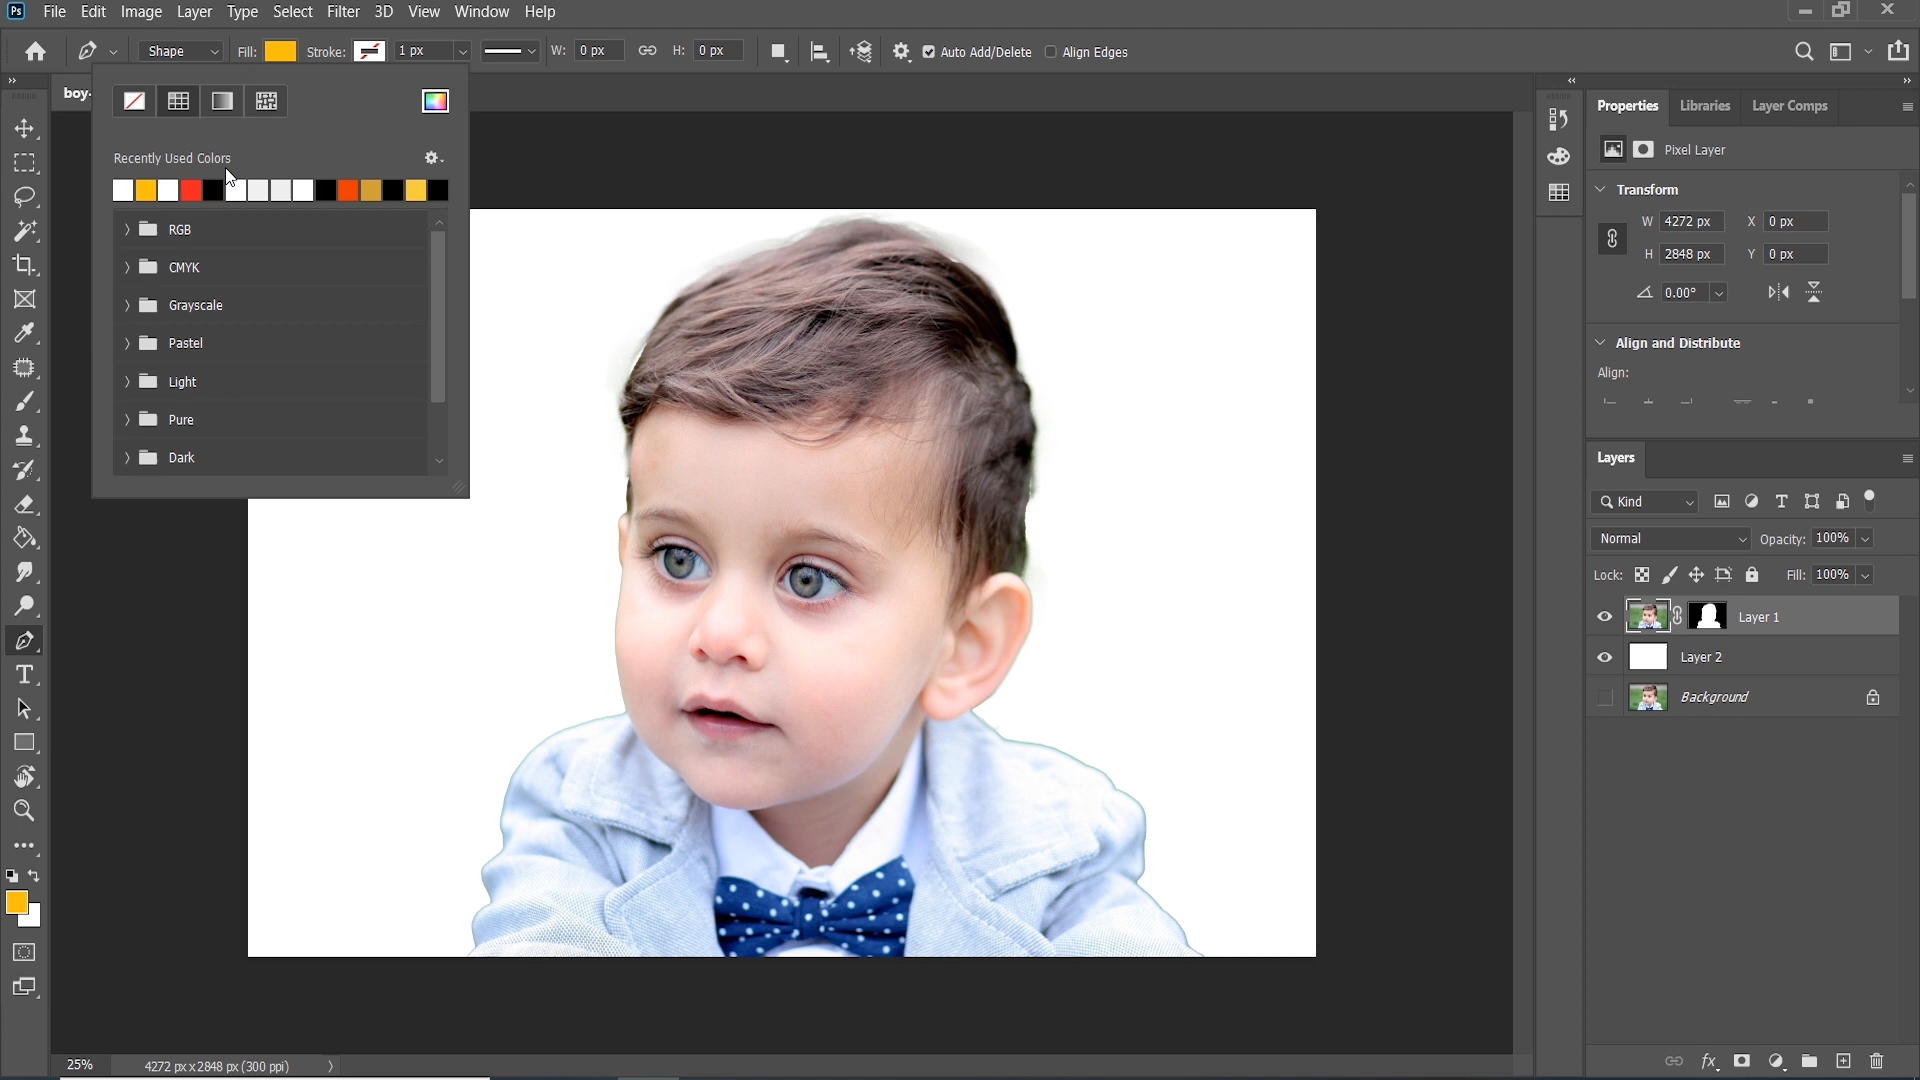 Ps File Edit Image Layer Type Select Filter 3D View Window Help
Shape Fill: Stroke: 1 px W: 0 px H: 0 px Auto Add/Delete Align Edges
boy-
Recently Used Colors
RGB
CMYK
Grayscale
Pastel
Light
Pure
Dark
Properties Libraries Layer Comps
Pixel Layer
Transform
W 4272 px X 0 px
H 2848 px Y 0 px
0.00°
Align and Distribute
Align:
Layers
Kind
Normal Opacity: 100%
Lock: Fill: 100%
Layer 1
Layer 2
Background
25% 4272 px x 2848 px (300 ppi)